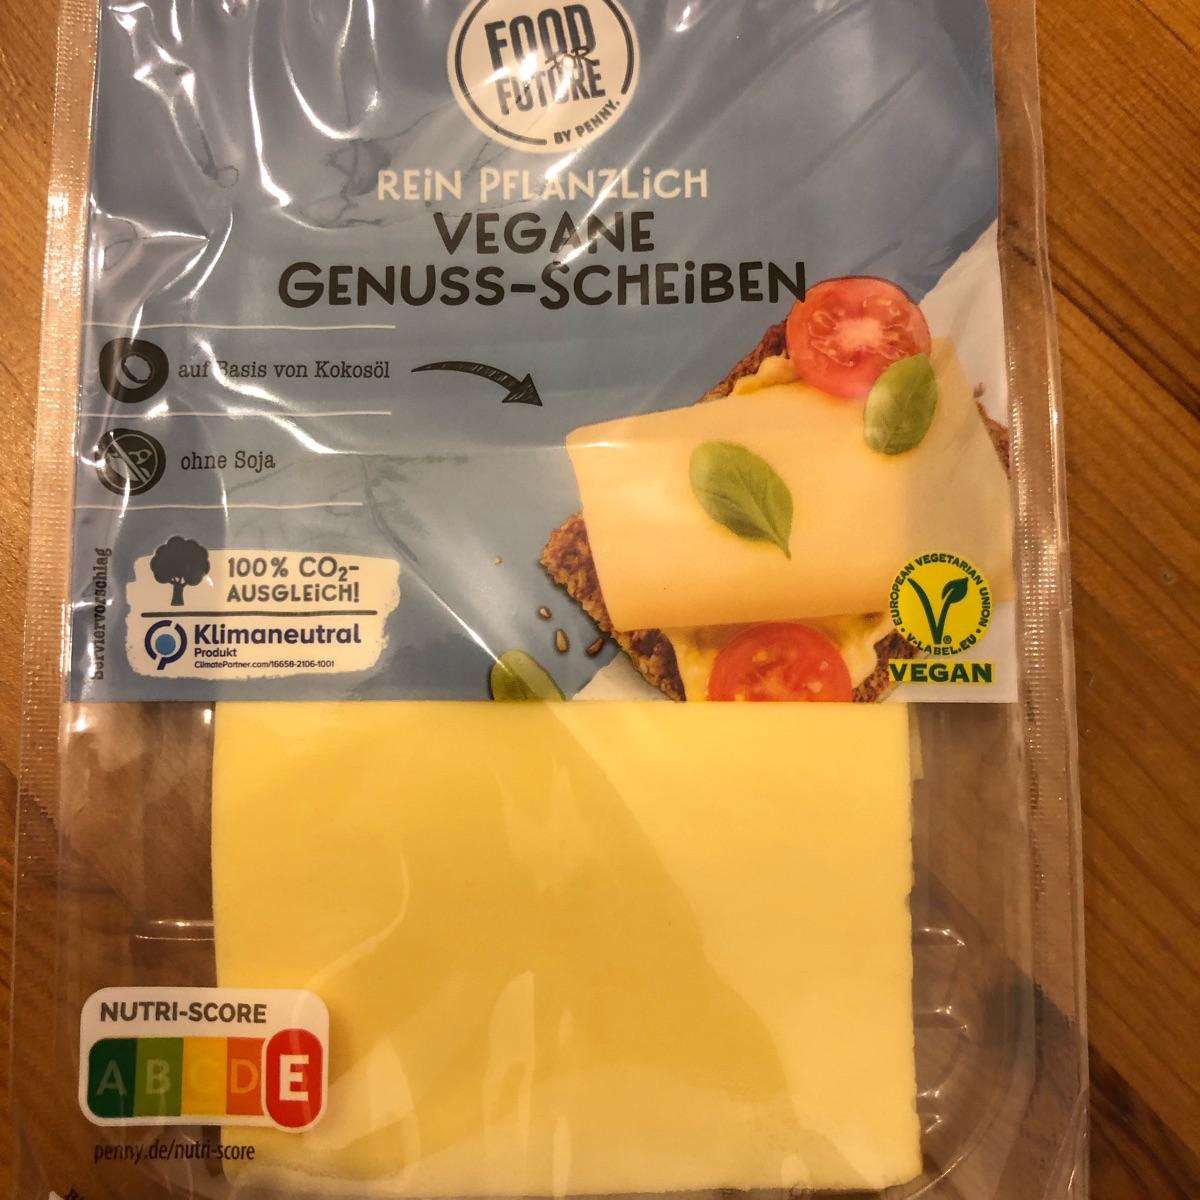 FOOD
FOR
FUTURE
BY PENNY.
REiN PFLANZLiCH
VEGANE
GENUSS-SCHEiBEN
auf Basis von Kokosöl
ohne Soja
Serviervorschlag
100% CO₂-
AUSGLEiCH!
Klimaneutral
Produkt
ClimatePartner.com/16658-2106-1001
EUROPEAN VEGETARIAN UNION
V-LABEL.EU
VEGAN
NUTRI-SCORE
A B C D E
penny.de/nutri-score